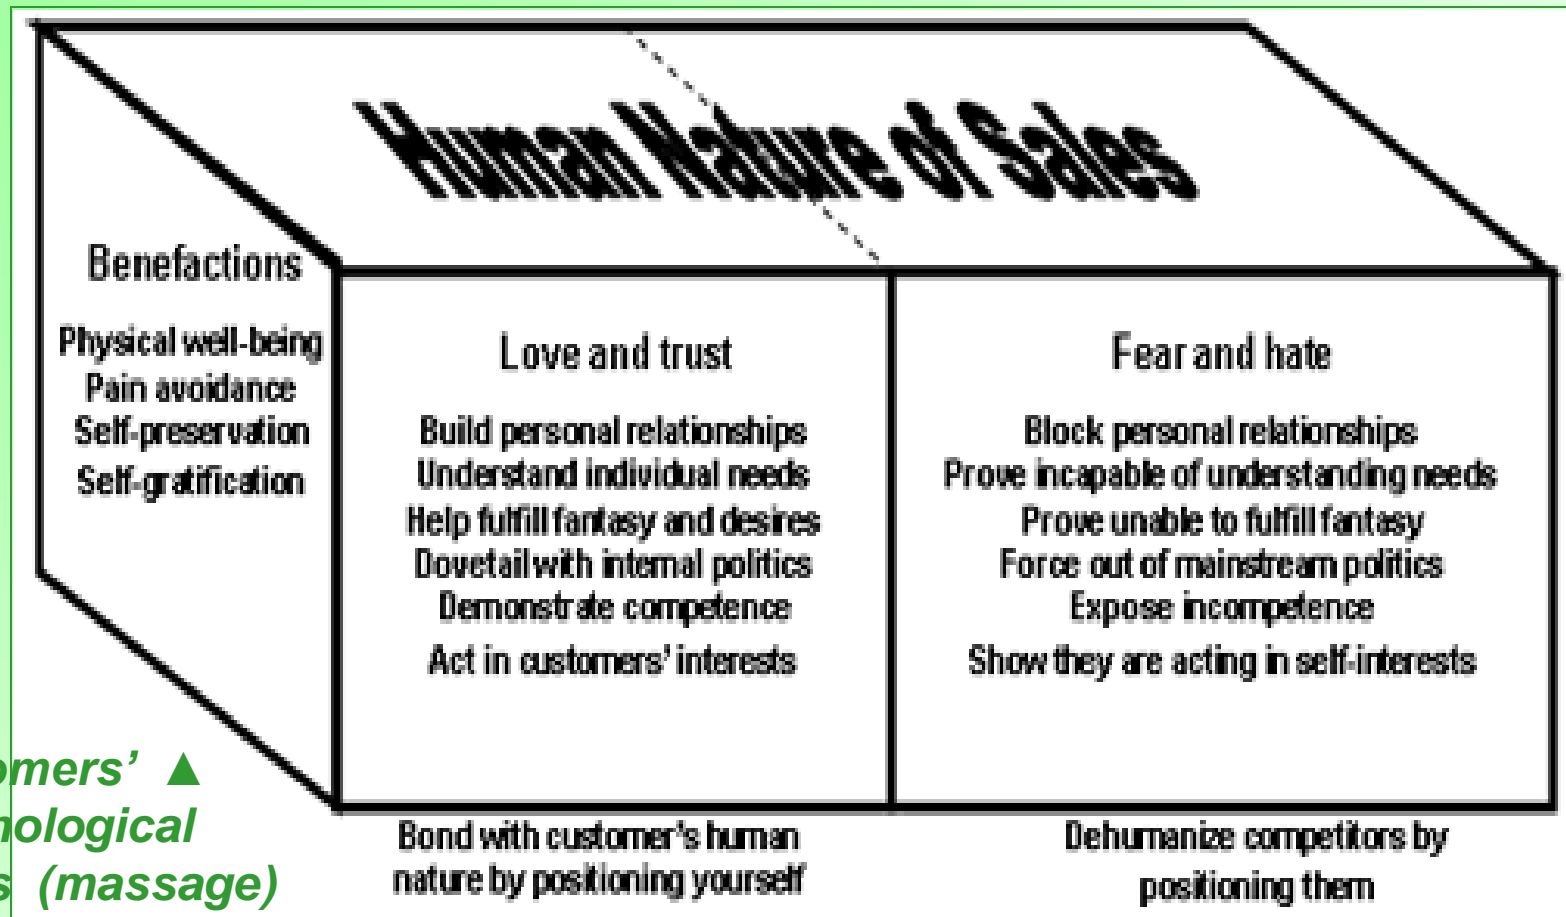 Human Nature of Sales
Benefactions
Physical well-being
Pain avoidance
Self-preservation
Self-gratification
Love and trust
Build personal relationships
Understand individual needs
Help fulfill fantasy and desires
Dovetail with internal politics
Demonstrate competence
Act in customers’ interests
Fear and hate
Block personal relationships
Prove incapable of understanding needs
Prove unable to fulfill fantasy
Force out of mainstream politics
Expose incompetence
Show they are acting in self-interests
omers’ ▲
ological
(massage)
Bond with customer's human
nature by positioning yourself
Dehumanize competitors by
positioning them